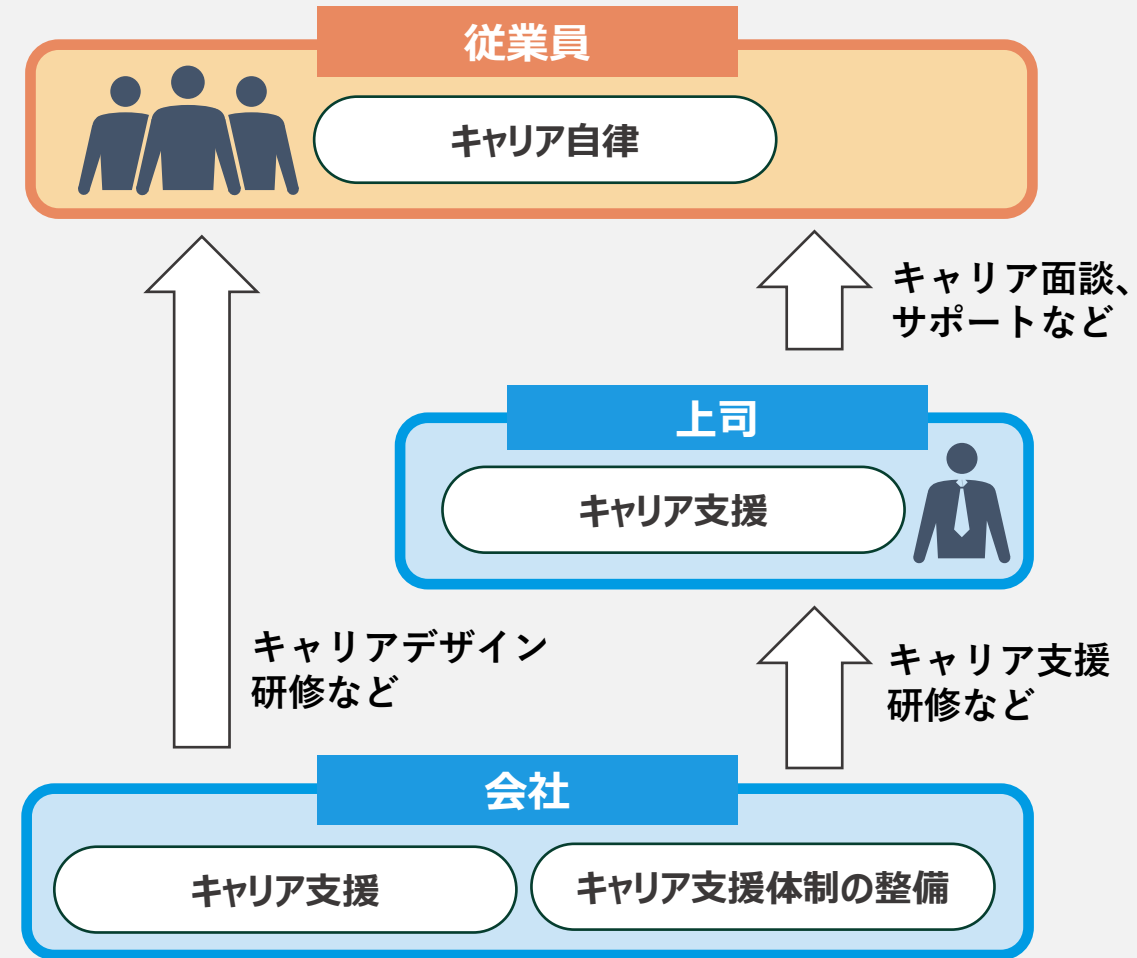 従業員
キャリア自律
キャリア面談、
サポートなど
上司
キャリア支援
キャリアデザイン
研修など
キャリア支援
研修など
会社
キャリア支援
キャリア支援体制の整備